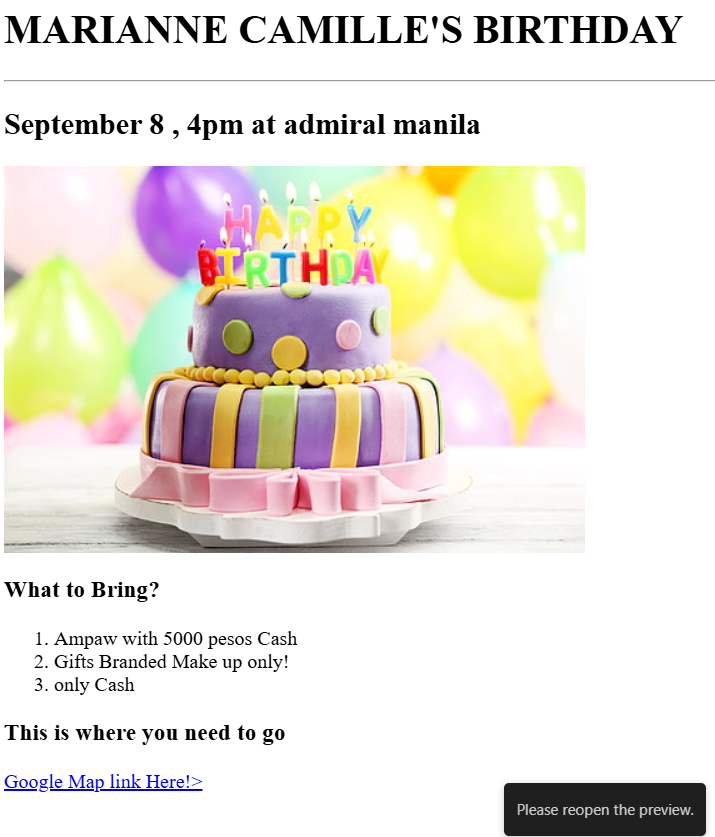 MARIANNE CAMILLE'S BIRTHDAY
September 8 , 4pm at admiral manila
HAPPY
BIRTHDAY
What to Bring?
1. Ampaw with 5000 pesos Cash
2. Gifts Branded Make up only!
3. only Cash
This is where you need to go
Google Map link Here!>
Please reopen the preview.